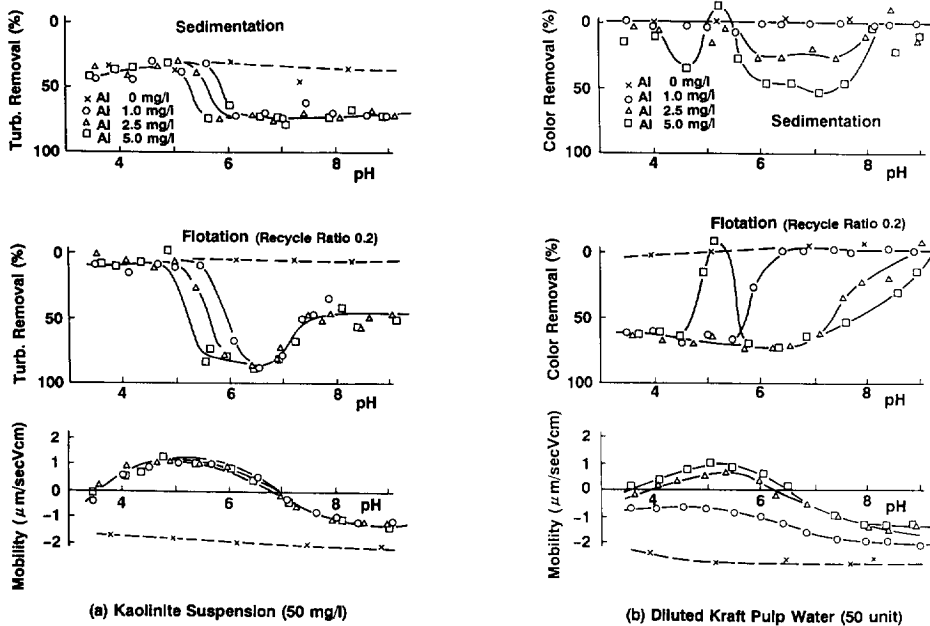 Sedimentation
Turb. Removal (%)
0
50
100
× Al 0 mg/l
○ Al 1.0 mg/l
△ Al 2.5 mg/l
□ Al 5.0 mg/l
4 6 8
pH
Color Removal (%)
0
50
100
× Al 0 mg/l
○ Al 1.0 mg/l
△ Al 2.5 mg/l
□ Al 5.0 mg/l
Sedimentation
4 6 8
pH
Flotation (Recycle Ratio 0.2)
Turb. Removal (%)
0
50
100
4 6 8
pH
Flotation (Recycle Ratio 0.2)
Color Removal (%)
0
50
100
4 6 8
pH
Mobility (μm/secVcm)
2
1
0
-1
-2
4 6 8
pH
Mobility (μm/secVcm)
2
1
0
-1
-2
4 6 8
pH
(a) Kaolinite Suspension (50 mg/l)
(b) Diluted Kraft Pulp Water (50 unit)